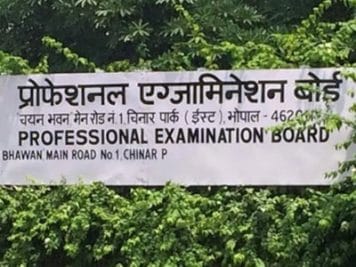 प्रोफेशनल एग्जामिनेशन बोर्ड
चयन भवन मेन रोड नं. 1, चिनार पार्क ( ईस्ट ), भोपाल -
PROFESSIONAL EXAMINATION BOARD
BHAWAN MAIN ROAD No.1, CHINAR P